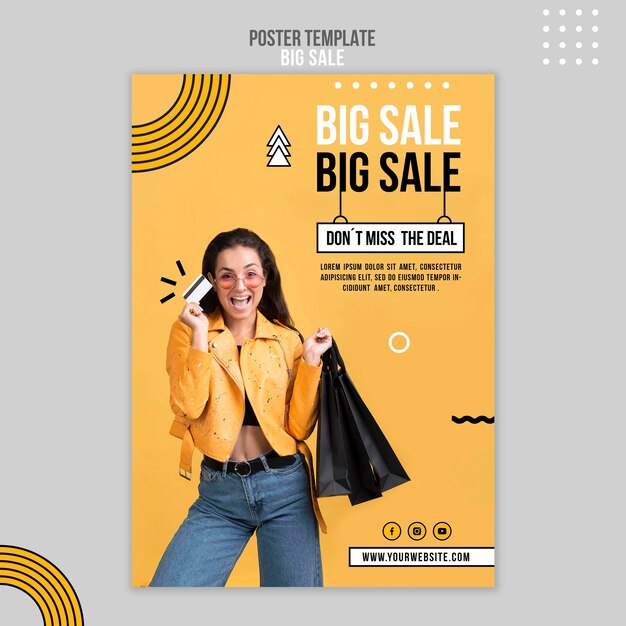 POSTER TEMPLATE
BIG SALE
BIG SALE
BIG SALE
DON´T MISS THE DEAL
LOREM IPSUM DOLOR SIT AMET, CONSECTETUR
ADIPISCING ELIT, SED DO EIUSMOD TEMPOR IN-
CIDIDUNT AMET, CONSECTETUR .
WWW.YOURWEBSITE.COM